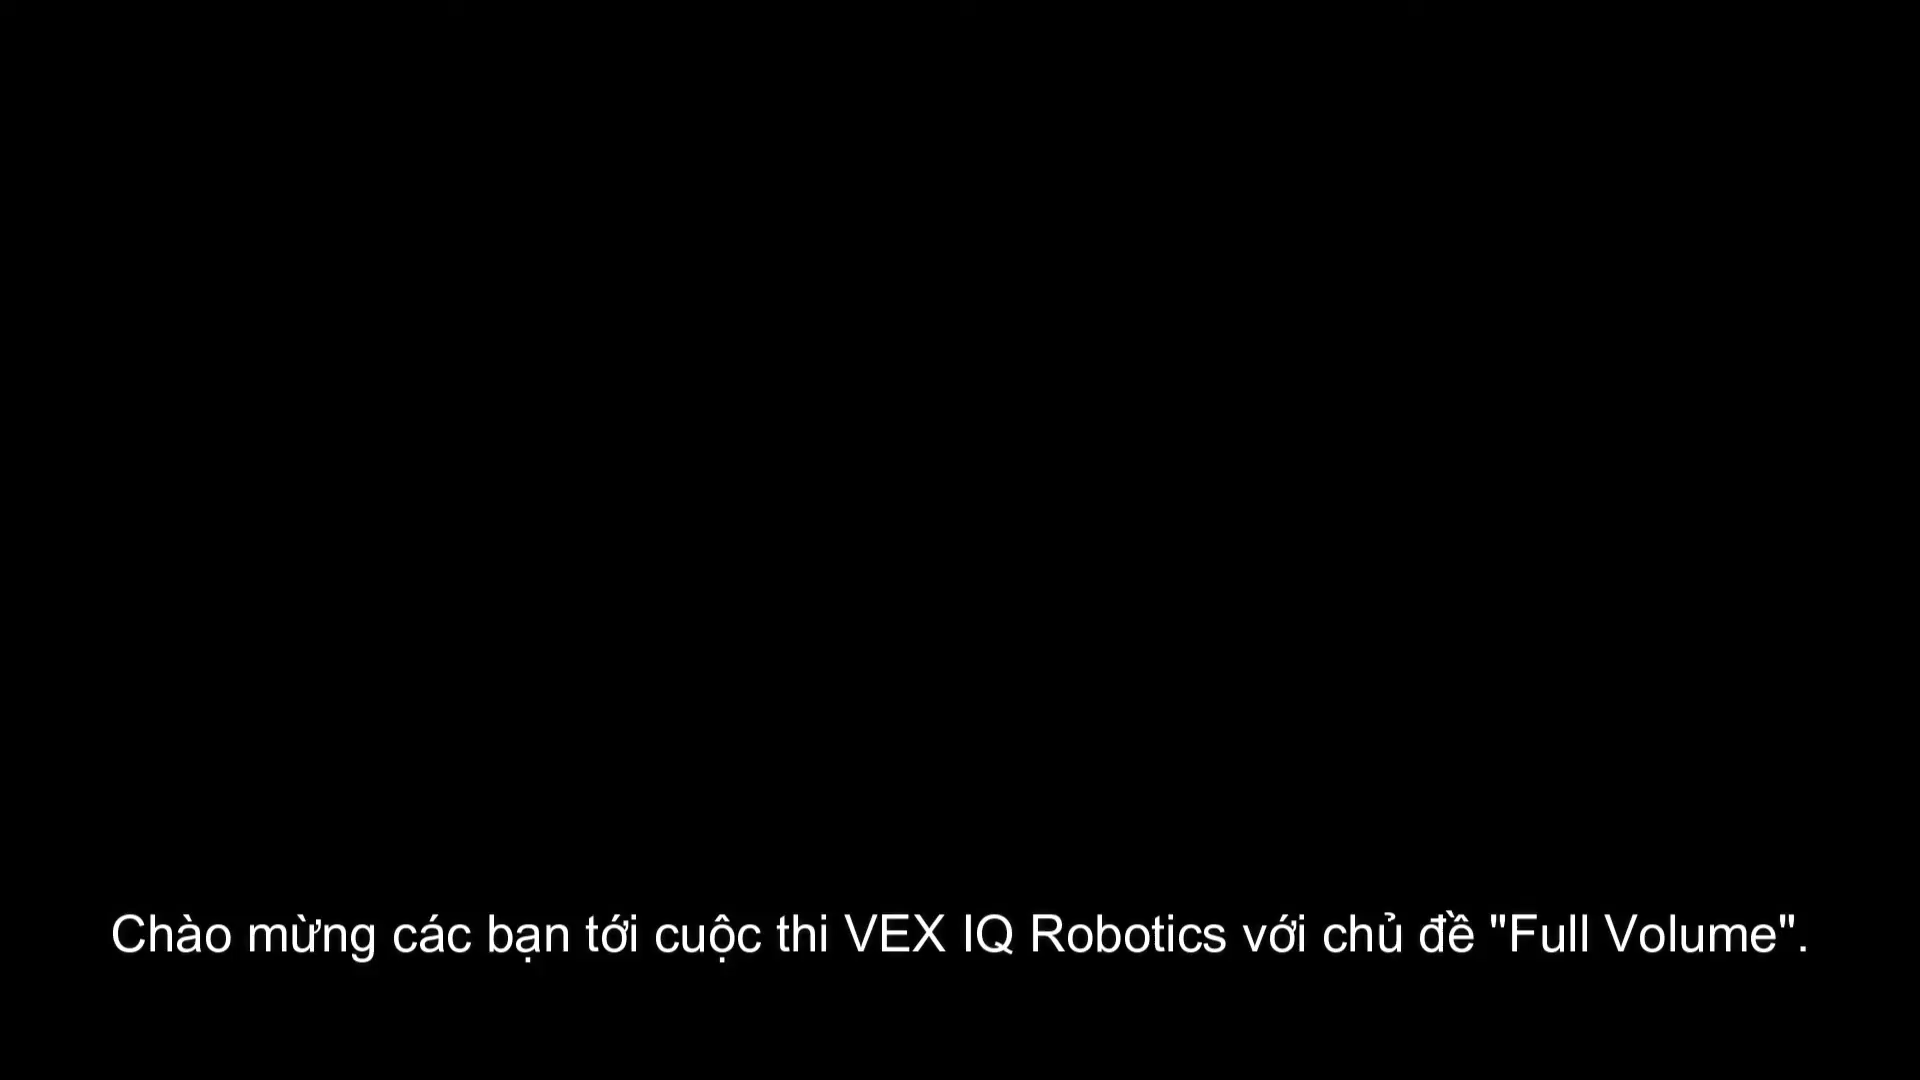 Chào mừng các bạn tới cuộc thi VEX IQ Robotics với chủ đề "Full Volume".